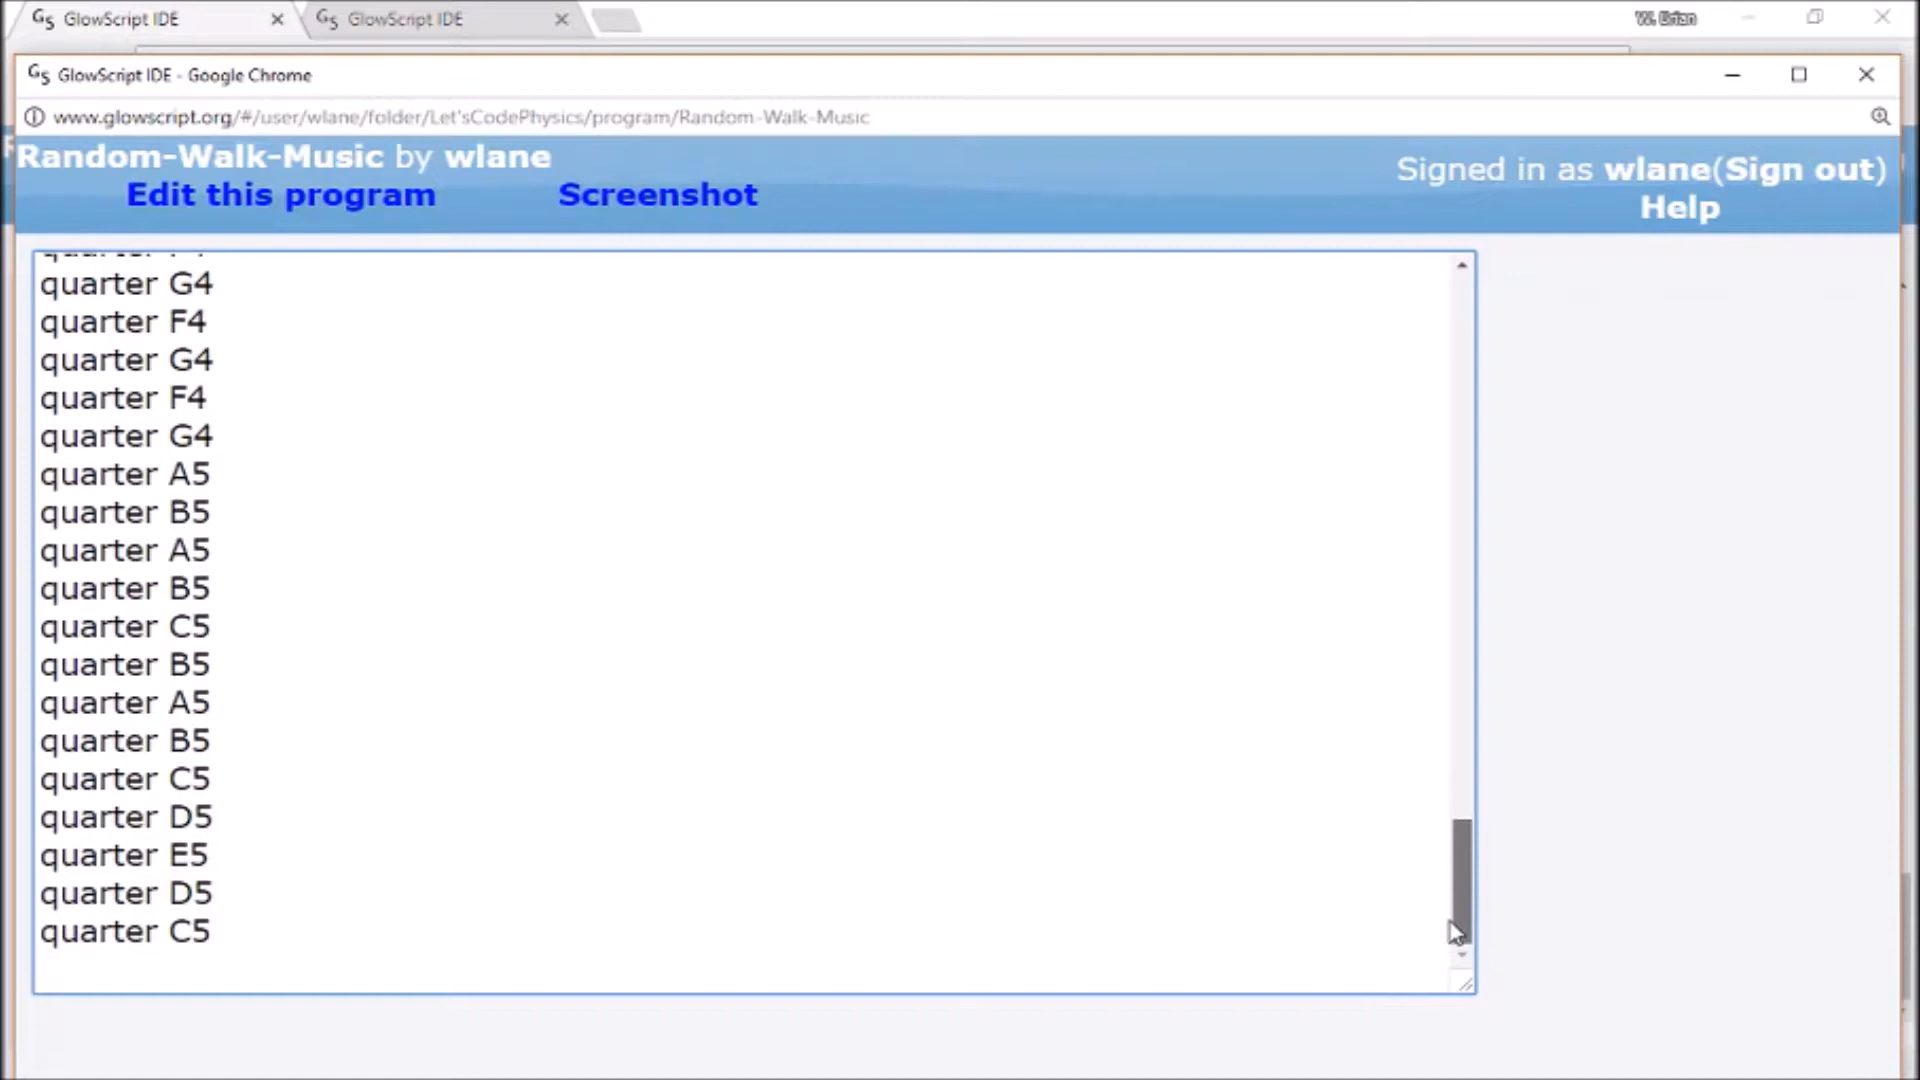 GlowScript IDE
GlowScript IDE
W. Brian
GlowScript IDE - Google Chrome
www.glowscript.org/#/user/wlane/folder/Let'sCodePhysics/program/Random-Walk-Music
Random-Walk-Music by wlane
Signed in as wlane(Sign out)
Edit this program
Screenshot
Help
quarter G4
quarter F4
quarter G4
quarter F4
quarter G4
quarter A5
quarter B5
quarter A5
quarter B5
quarter C5
quarter B5
quarter A5
quarter B5
quarter C5
quarter D5
quarter E5
quarter D5
quarter C5